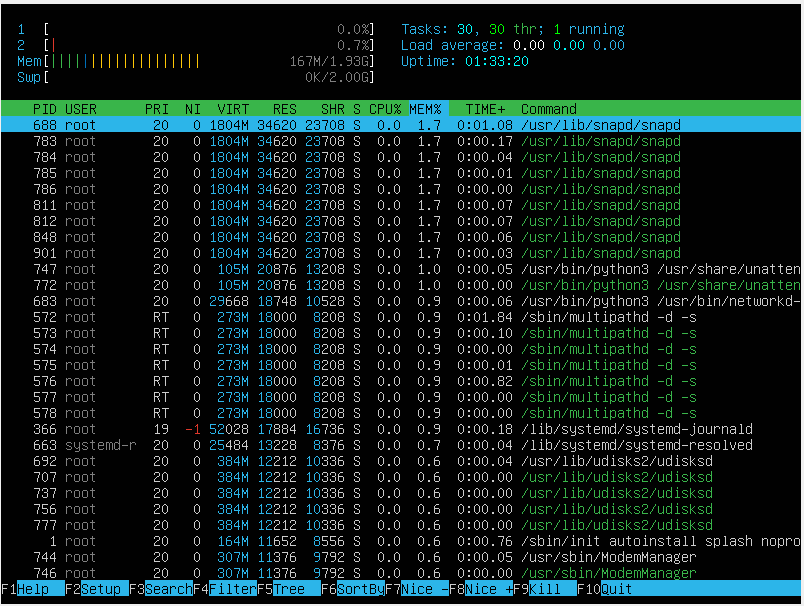 1 [ 0.0%] Tasks: 30, 30 thr; 1 running
2 [| 0.7%] Load average: 0.00 0.00 0.00
Mem[||||||||||||||||||| 167M/1.93G] Uptime: 01:33:20
Swp[ 0K/2.00G]
PID USER PRI NI VIRT RES SHR S CPU% MEM% TIME+ Command
688 root 20 0 1804M 34620 23708 S 0.0 1.7 0:01.08 /usr/lib/snapd/snapd
783 root 20 0 1804M 34620 23708 S 0.0 1.7 0:00.17 /usr/lib/snapd/snapd
784 root 20 0 1804M 34620 23708 S 0.0 1.7 0:00.04 /usr/lib/snapd/snapd
785 root 20 0 1804M 34620 23708 S 0.0 1.7 0:00.01 /usr/lib/snapd/snapd
786 root 20 0 1804M 34620 23708 S 0.0 1.7 0:00.00 /usr/lib/snapd/snapd
811 root 20 0 1804M 34620 23708 S 0.0 1.7 0:00.07 /usr/lib/snapd/snapd
812 root 20 0 1804M 34620 23708 S 0.0 1.7 0:00.07 /usr/lib/snapd/snapd
848 root 20 0 1804M 34620 23708 S 0.0 1.7 0:00.06 /usr/lib/snapd/snapd
901 root 20 0 1804M 34620 23708 S 0.0 1.7 0:00.03 /usr/lib/snapd/snapd
747 root 20 0 105M 20876 13208 S 0.0 1.0 0:00.05 /usr/bin/python3 /usr/share/unatten
772 root 20 0 105M 20876 13208 S 0.0 1.0 0:00.00 /usr/bin/python3 /usr/share/unatten
683 root 20 0 29668 18748 10528 S 0.0 0.9 0:00.06 /usr/bin/python3 /usr/bin/networkd-
572 root RT 0 273M 18000 8208 S 0.0 0.9 0:01.84 /sbin/multipathd -d -s
573 root RT 0 273M 18000 8208 S 0.0 0.9 0:00.10 /sbin/multipathd -d -s
574 root RT 0 273M 18000 8208 S 0.0 0.9 0:00.00 /sbin/multipathd -d -s
575 root RT 0 273M 18000 8208 S 0.0 0.9 0:00.01 /sbin/multipathd -d -s
576 root RT 0 273M 18000 8208 S 0.0 0.9 0:00.82 /sbin/multipathd -d -s
577 root RT 0 273M 18000 8208 S 0.0 0.9 0:00.00 /sbin/multipathd -d -s
578 root RT 0 273M 18000 8208 S 0.0 0.9 0:00.00 /sbin/multipathd -d -s
366 root 19 -1 52028 17884 16736 S 0.0 0.9 0:00.18 /lib/systemd/systemd-journald
663 systemd-r 20 0 25484 13228 8376 S 0.0 0.7 0:00.04 /lib/systemd/systemd-resolved
692 root 20 0 384M 12212 10336 S 0.0 0.6 0:00.04 /usr/lib/udisks2/udisksd
707 root 20 0 384M 12212 10336 S 0.0 0.6 0:00.00 /usr/lib/udisks2/udisksd
737 root 20 0 384M 12212 10336 S 0.0 0.6 0:00.00 /usr/lib/udisks2/udisksd
756 root 20 0 384M 12212 10336 S 0.0 0.6 0:00.00 /usr/lib/udisks2/udisksd
777 root 20 0 384M 12212 10336 S 0.0 0.6 0:00.00 /usr/lib/udisks2/udisksd
1 root 20 0 164M 11652 8556 S 0.0 0.6 0:00.76 /sbin/init autoinstall splash nopro
744 root 20 0 307M 11376 9792 S 0.0 0.6 0:00.05 /usr/sbin/ModemManager
746 root 20 0 307M 11376 9792 S 0.0 0.6 0:00.00 /usr/sbin/ModemManager
F1Help F2Setup F3SearchF4FilterF5Tree F6SortByF7Nice -F8Nice +F9Kill F10Quit